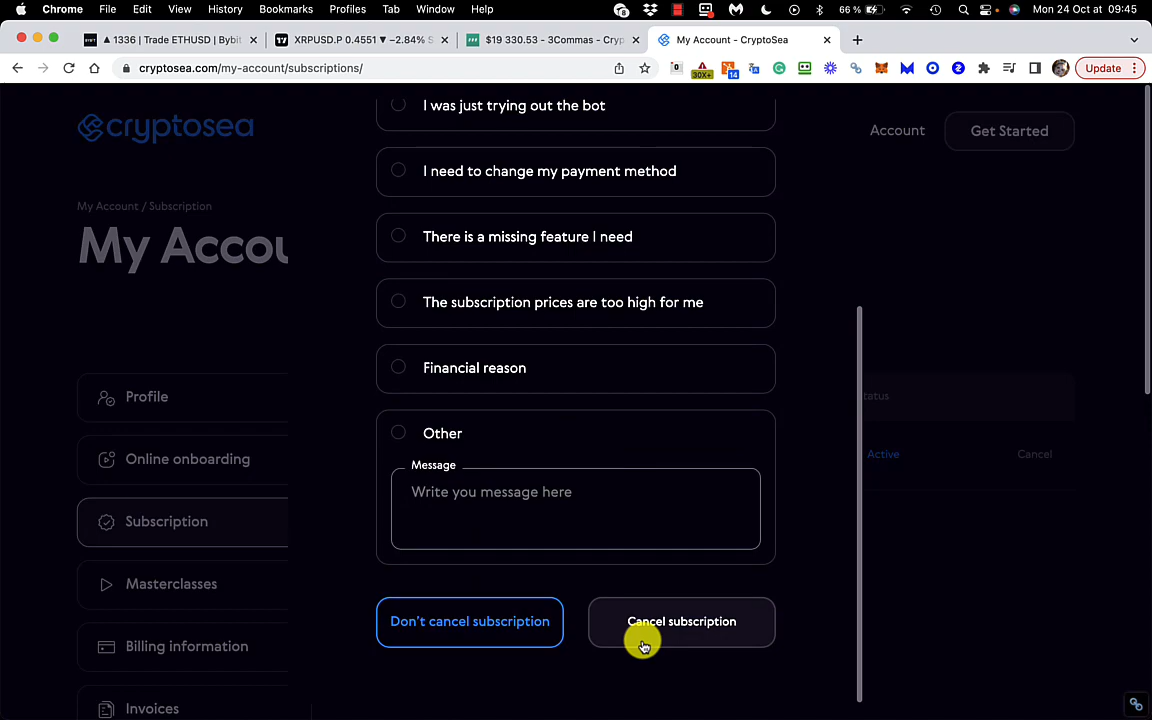 Chrome File Edit View History Bookmarks Profiles Tab Window Help
8 66 % Mon 24 Oct at 09:45
▲ 1336 | Trade ETHUSD | Bybit
XRPUSD.P 0.4551 ▼ −2.84% S
$19 330.53 - 3Commas - Cryp
My Account - CryptoSea
cryptosea.com/my-account/subscriptions/
30+
14
Update
cryptosea
Account
Get Started
My Account / Subscription
My Accou
I was just trying out the bot
I need to change my payment method
There is a missing feature I need
The subscription prices are too high for me
Financial reason
Other
Message
Write you message here
Don't cancel subscription
Cancel subscription
Profile
Online onboarding
Subscription
Masterclasses
Billing information
Invoices
tatus
Active
Cancel